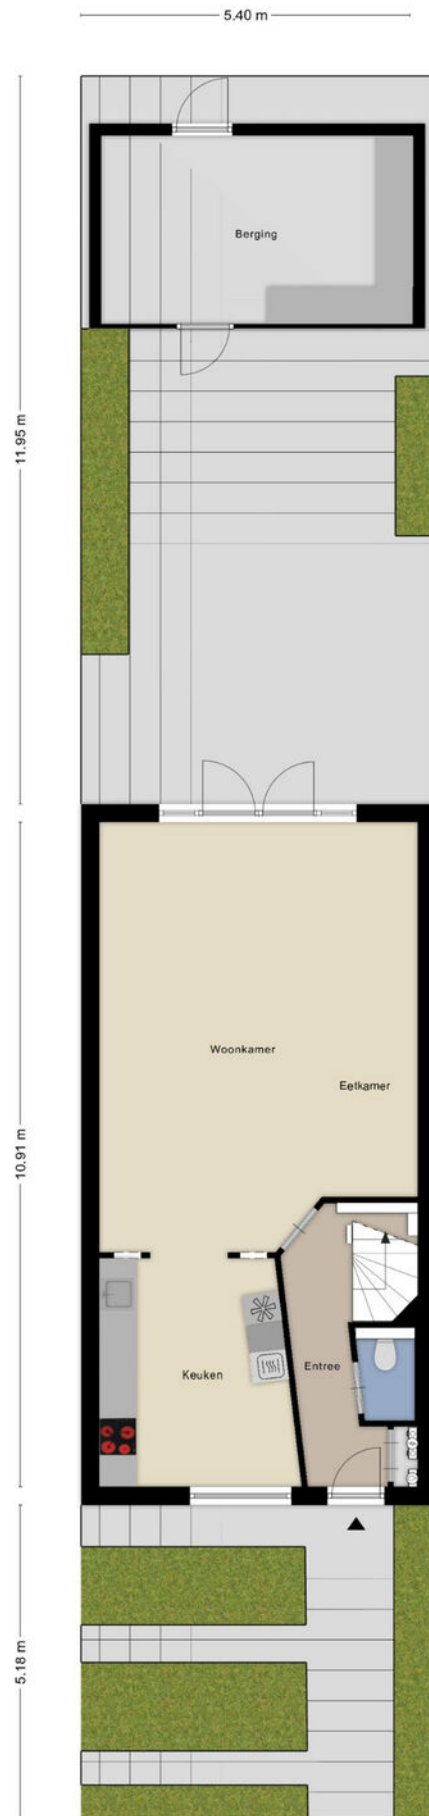 5.40 m
Berging
11.95 m
Woonkamer
Eetkamer
10.91 m
Entree
Keuken
5.18 m